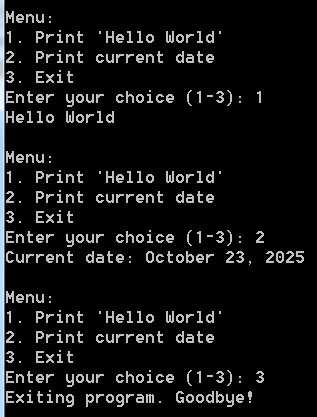 Menu:
1. Print 'Hello World'
2. Print current date
3. Exit
Enter your choice (1-3): 1
Hello World

Menu:
1. Print 'Hello World'
2. Print current date
3. Exit
Enter your choice (1-3): 2
Current date: October 23, 2025

Menu:
1. Print 'Hello World'
2. Print current date
3. Exit
Enter your choice (1-3): 3
Exiting program. Goodbye!